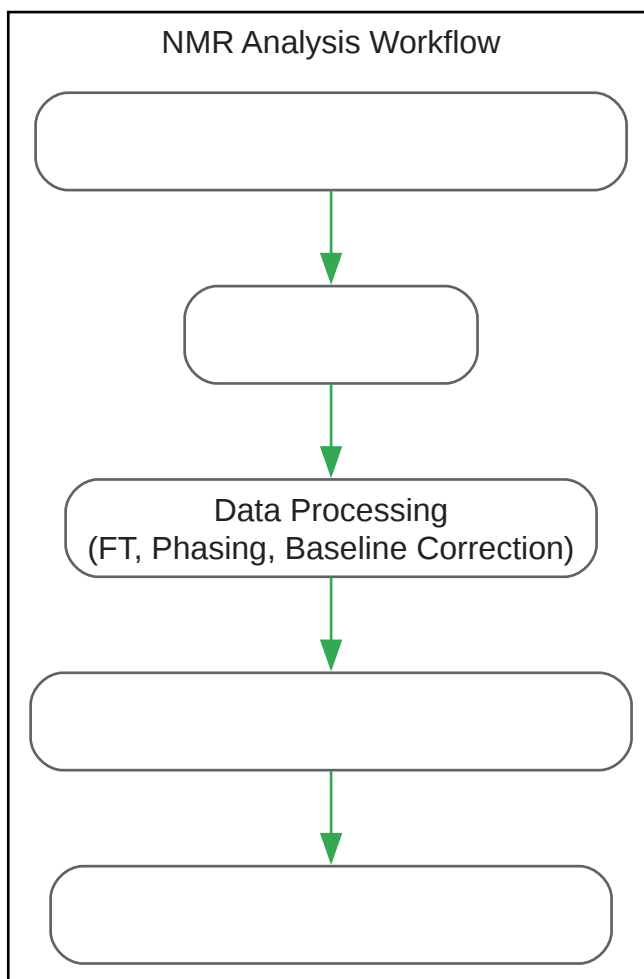 NMR Analysis Workflow
Data Processing
(FT, Phasing, Baseline Correction)